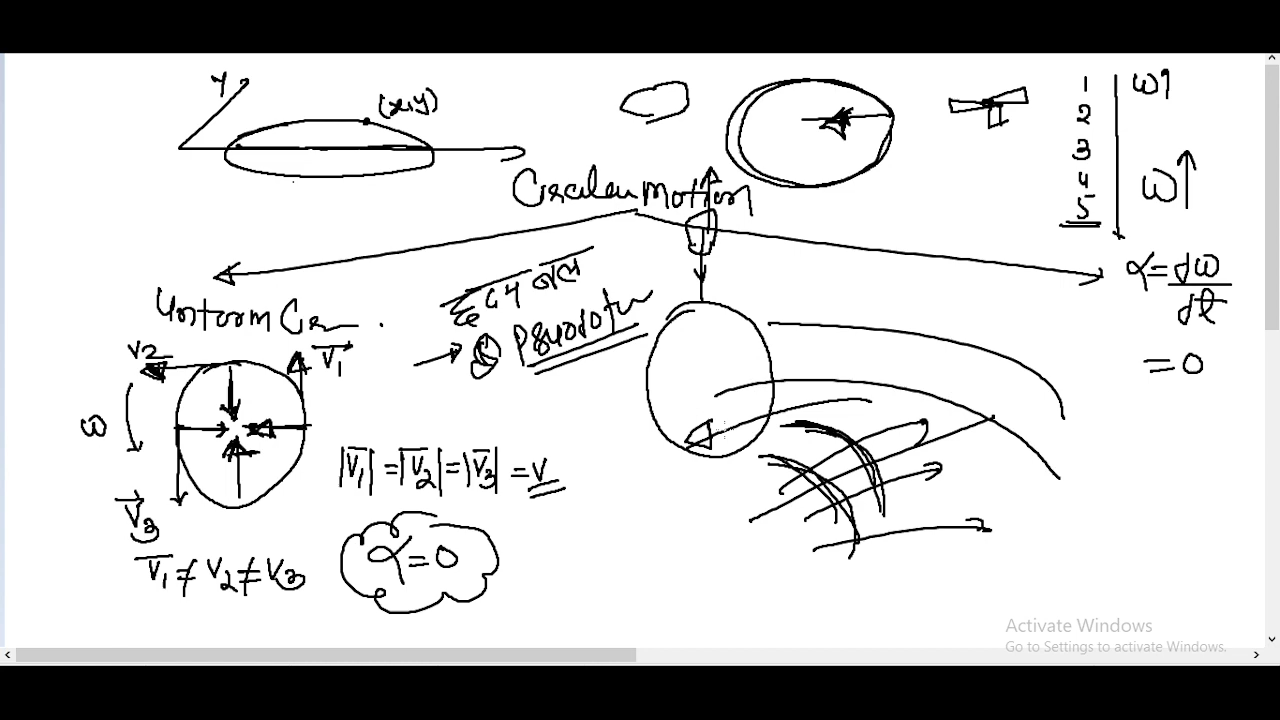 Y
(x,y)
1
2
3
4
5
ω↑
ω↑
Circular Motion
α = dω/dt
= 0
Uniform Cir
V2
V1
ω
V3
|V1| = |V2| = |V3| = V
V1 ≠ V2 ≠ V3
α = 0
Activate Windows
Go to Settings to activate Windows.